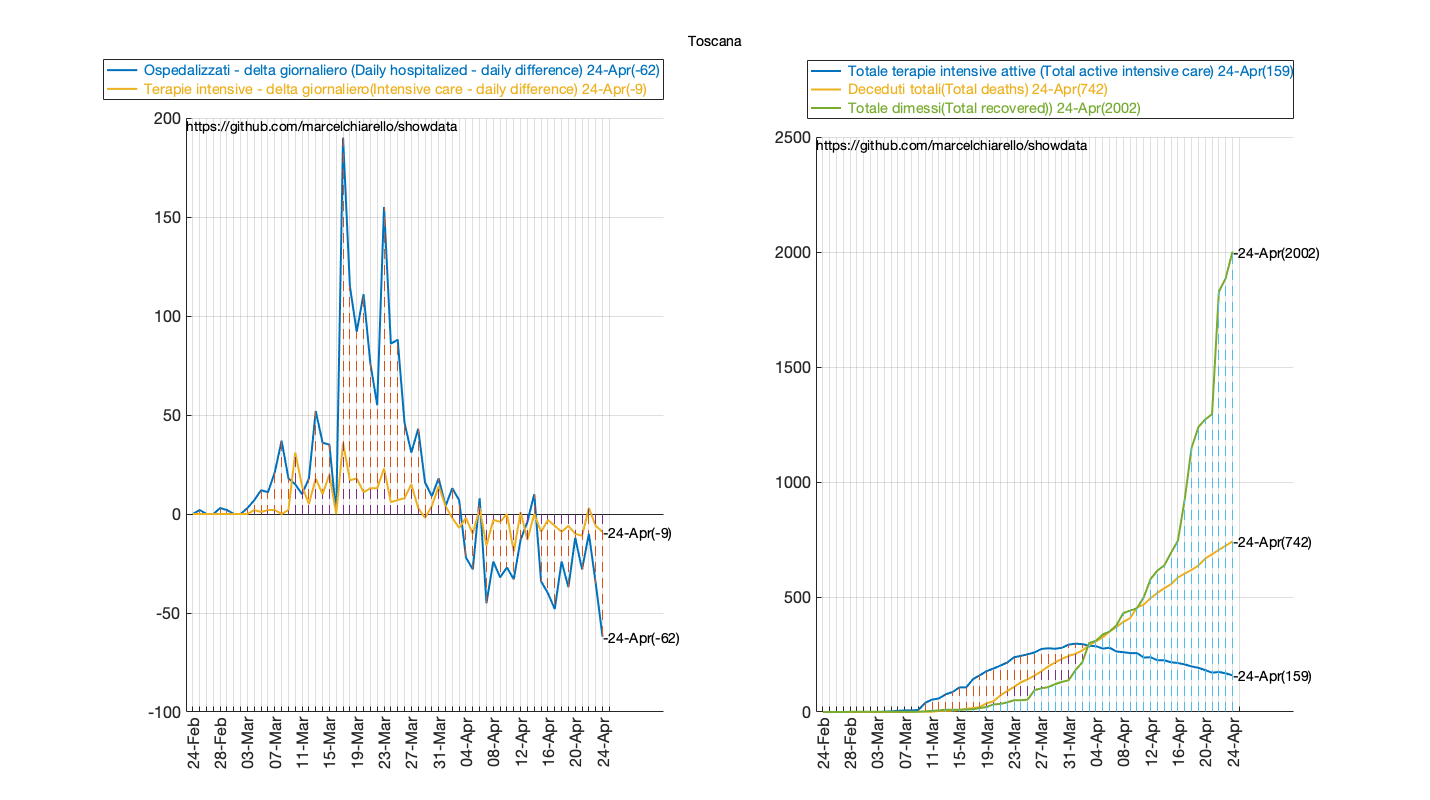 Toscana
Ospedalizzati - delta giornaliero (Daily hospitalized - daily difference) 24-Apr(-62)
Terapie intensive - delta giornaliero(Intensive care - daily difference) 24-Apr(-9)
200
https://github.com/marcelchiarello/showdata
150
100
50
0
-50
-100
-24-Apr(-9)
-24-Apr(-62)
24-Feb
28-Feb
03-Mar
07-Mar
11-Mar
15-Mar
19-Mar
23-Mar
27-Mar
31-Mar
04-Apr
08-Apr
12-Apr
16-Apr
20-Apr
24-Apr
Totale terapie intensive attive (Total active intensive care) 24-Apr(159)
Deceduti totali(Total deaths) 24-Apr(742)
Totale dimessi(Total recovered)) 24-Apr(2002)
2500
https://github.com/marcelchiarello/showdata
2000
1500
1000
500
0
-24-Apr(2002)
-24-Apr(742)
-24-Apr(159)
24-Feb
28-Feb
03-Mar
07-Mar
11-Mar
15-Mar
19-Mar
23-Mar
27-Mar
31-Mar
04-Apr
08-Apr
12-Apr
16-Apr
20-Apr
24-Apr